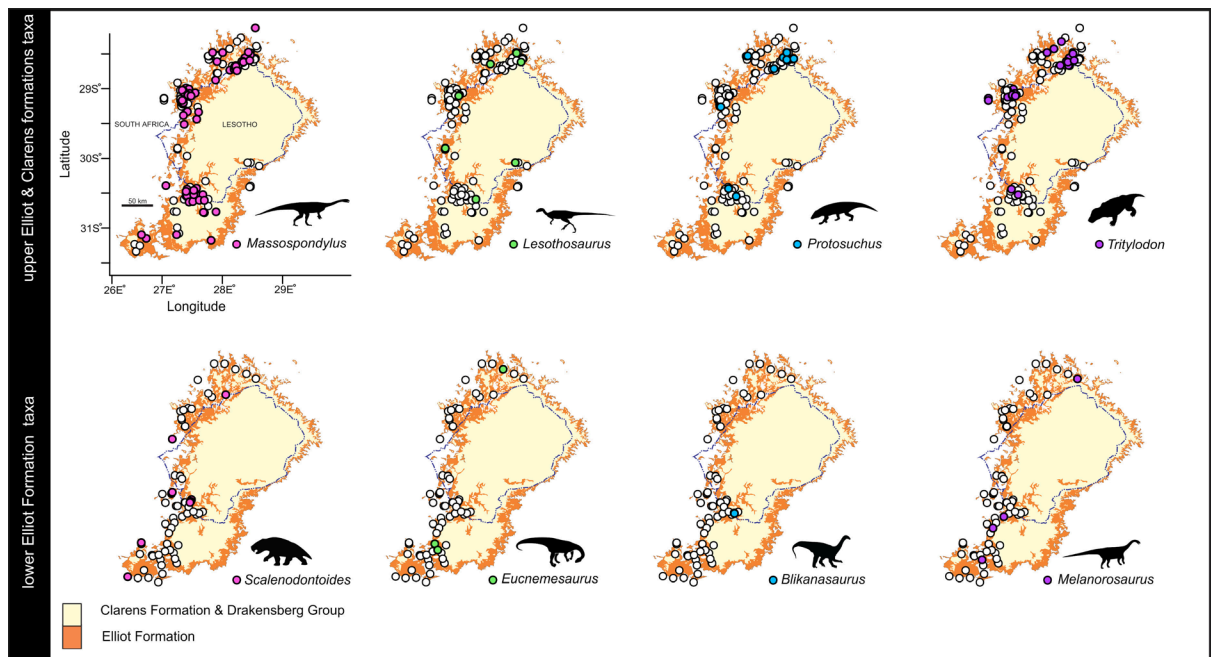 upper Elliot & Clarens formations taxa
Latitude
29S°
30S°
31S°
SOUTH AFRICA
LESOTHO
50 km
Massospondylus
26E°
27E°
28E°
29E°
Longitude
Lesothosaurus
Protosuchus
Tritylodon
lower Elliot Formation taxa
Scalenodontoides
Eucnemesaurus
Blikanasaurus
Melanorosaurus
Clarens Formation & Drakensberg Group
Elliot Formation